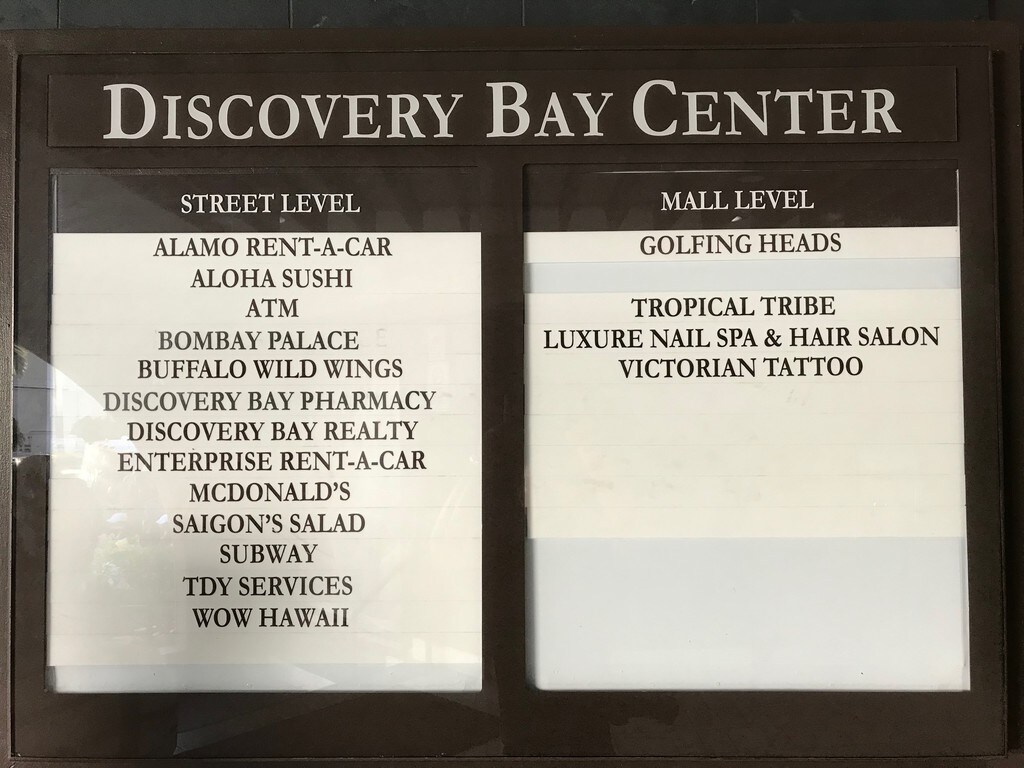 DISCOVERY BAY CENTER
STREET LEVEL
ALAMO RENT-A-CAR
ALOHA SUSHI
ATM
BOMBAY PALACE
BUFFALO WILD WINGS
DISCOVERY BAY PHARMACY
DISCOVERY BAY REALTY
ENTERPRISE RENT-A-CAR
MCDONALD'S
SAIGON'S SALAD
SUBWAY
TDY SERVICES
WOW HAWAII
MALL LEVEL
GOLFING HEADS
TROPICAL TRIBE
LUXURE NAIL SPA & HAIR SALON
VICTORIAN TATTOO